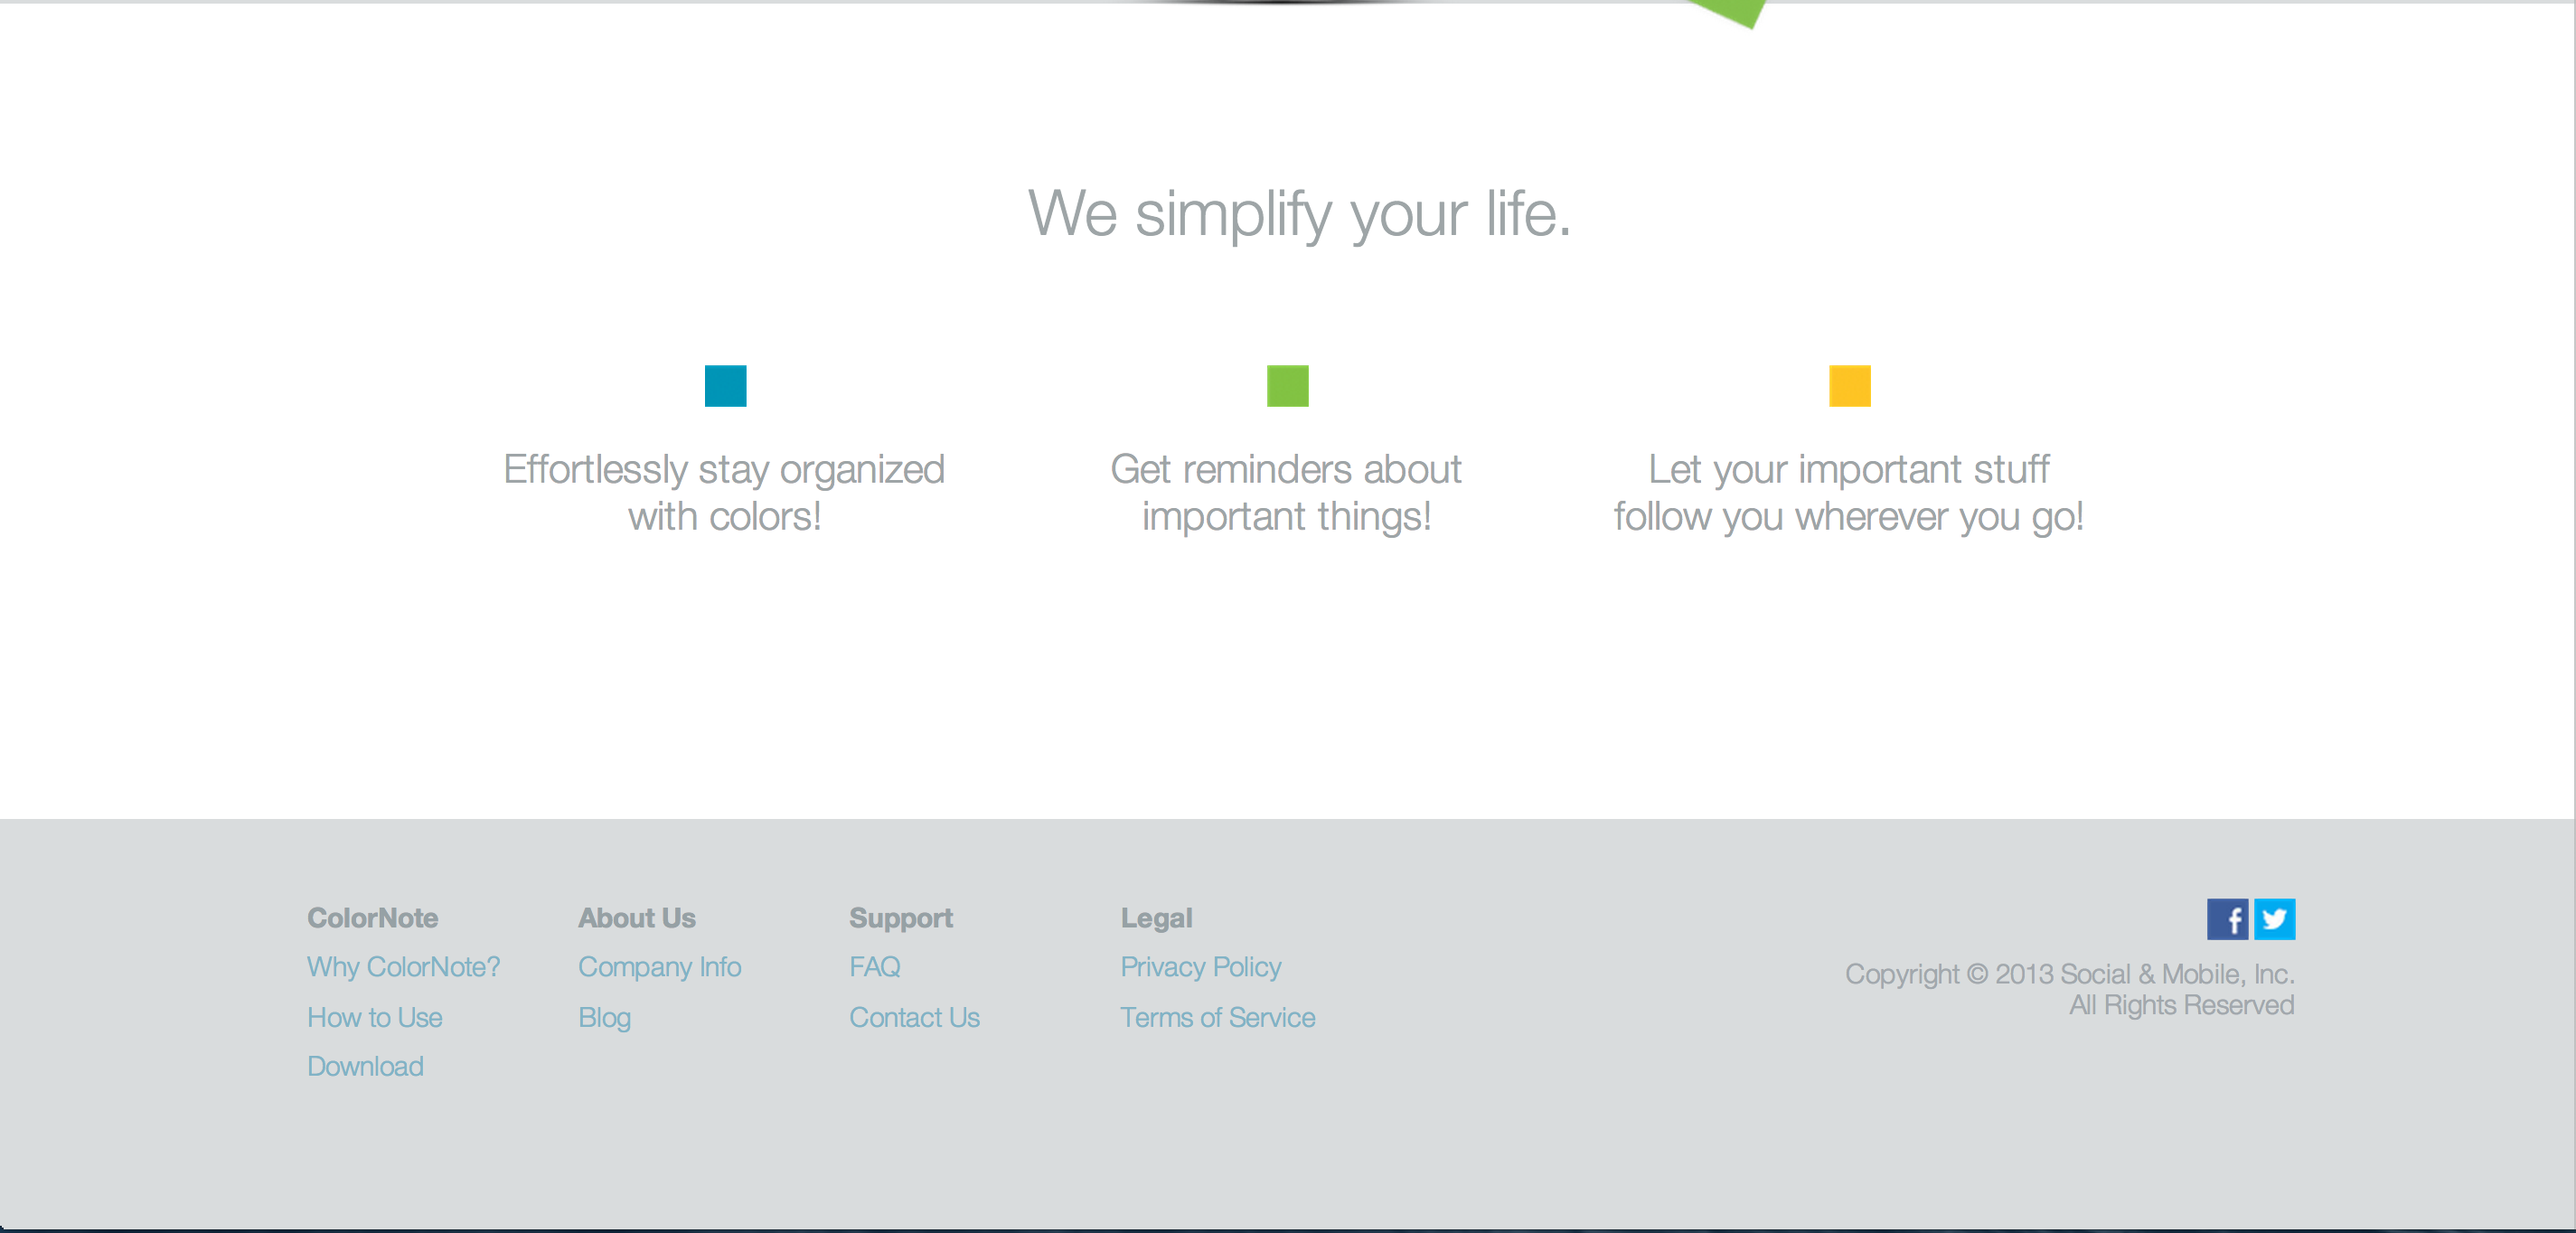 We simplify your life.
Effortlessly stay organized
with colors!
Get reminders about
important things!
Let your important stuff
follow you wherever you go!
ColorNote
Why ColorNote?
How to Use
Download
About Us
Company Info
Blog
Support
FAQ
Contact Us
Legal
Privacy Policy
Terms of Service
f
Copyright © 2013 Social & Mobile, Inc.
All Rights Reserved